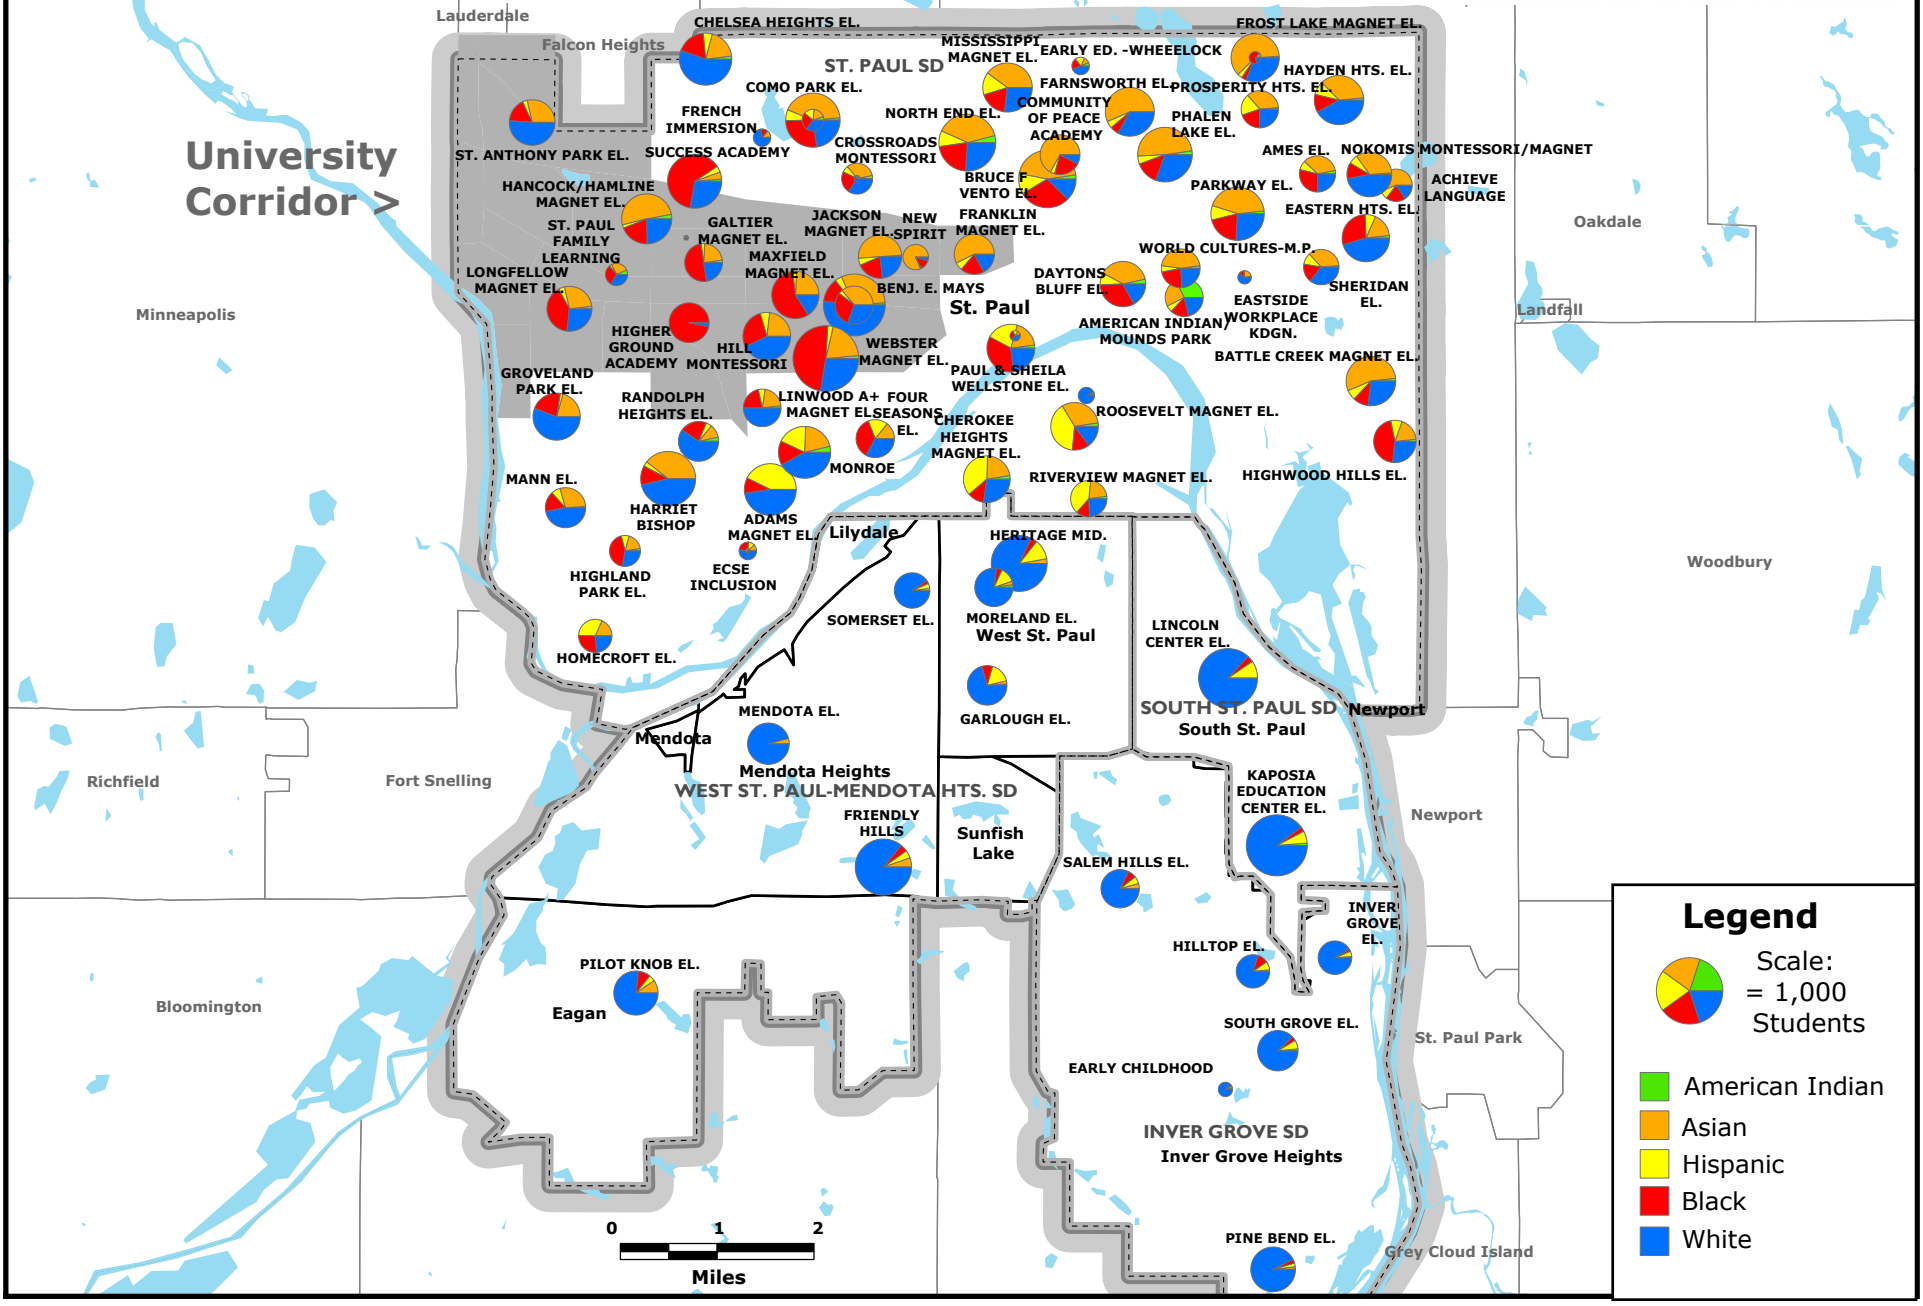 Lauderdale
CHELSEA HEIGHTS EL.
FROST LAKE MAGNET EL.
Falcon Heights
MISSISSIPPI
MAGNET EL.
EARLY ED. -WHEEELOCK
ST. PAUL SD
HAYDEN HTS. EL.
COMO PARK EL.
FARNSWORTH EL.
PROSPERITY HTS. EL.
FRENCH
IMMERSION
NORTH END EL.
COMMUNITY
OF PEACE
ACADEMY
PHALEN
LAKE EL.
University
Corridor >
ST. ANTHONY PARK EL.
SUCCESS ACADEMY
CROSSROADS
MONTESSORI
AMES EL.
NOKOMIS MONTESSORI/MAGNET
HANCOCK/HAMLINE
MAGNET EL.
BRUCE F
VENTO EL.
PARKWAY EL.
ACHIEVE
LANGUAGE
ST. PAUL
FAMILY
LEARNING
GALTIER
MAGNET EL.
JACKSON
MAGNET EL.
NEW
SPIRIT
FRANKLIN
MAGNET EL.
EASTERN HTS. EL.
Oakdale
LONGFELLOW
MAGNET EL.
MAXFIELD
MAGNET EL.
WORLD CULTURES-M.P.
DAYTONS
BLUFF EL.
BENJ. E. MAYS
SHERIDAN
EL.
Minneapolis
St. Paul
EASTSIDE
WORKPLACE
KDGN.
Landfall
HIGHER
GROUND
ACADEMY
HILL
MONTESSORI
WEBSTER
MAGNET EL.
AMERICAN INDIAN/
MOUNDS PARK
BATTLE CREEK MAGNET EL.
GROVELAND
PARK EL.
PAUL & SHEILA
WELLSTONE EL.
RANDOLPH
HEIGHTS EL.
LINWOOD A+
MAGNET EL.
FOUR
SEASONS
EL.
CHEROKEE
HEIGHTS
MAGNET EL.
ROOSEVELT MAGNET EL.
MONROE
MANN EL.
RIVERVIEW MAGNET EL.
HIGHWOOD HILLS EL.
HARRIET
BISHOP
ADAMS
MAGNET EL.
Lilydale
HERITAGE MID.
HIGHLAND
PARK EL.
ECSE
INCLUSION
Woodbury
SOMERSET EL.
MORELAND EL.
West St. Paul
LINCOLN
CENTER EL.
HOMECROFT EL.
MENDOTA EL.
GARLOUGH EL.
SOUTH ST. PAUL SD
Newport
South St. Paul
Mendota
Mendota Heights
Richfield
Fort Snelling
WEST ST. PAUL-MENDOTA HTS. SD
KAPOSIA
EDUCATION
CENTER EL.
FRIENDLY
HILLS
Newport
Sunfish
Lake
SALEM HILLS EL.
INVER
GROVE
EL.
HILLTOP EL.
PILOT KNOB EL.
Bloomington
Eagan
SOUTH GROVE EL.
St. Paul Park
EARLY CHILDHOOD
INVER GROVE SD
Inver Grove Heights
0 1 2
Miles
PINE BEND EL.
Grey Cloud Island
Legend
Scale:
= 1,000
Students
American Indian
Asian
Hispanic
Black
White